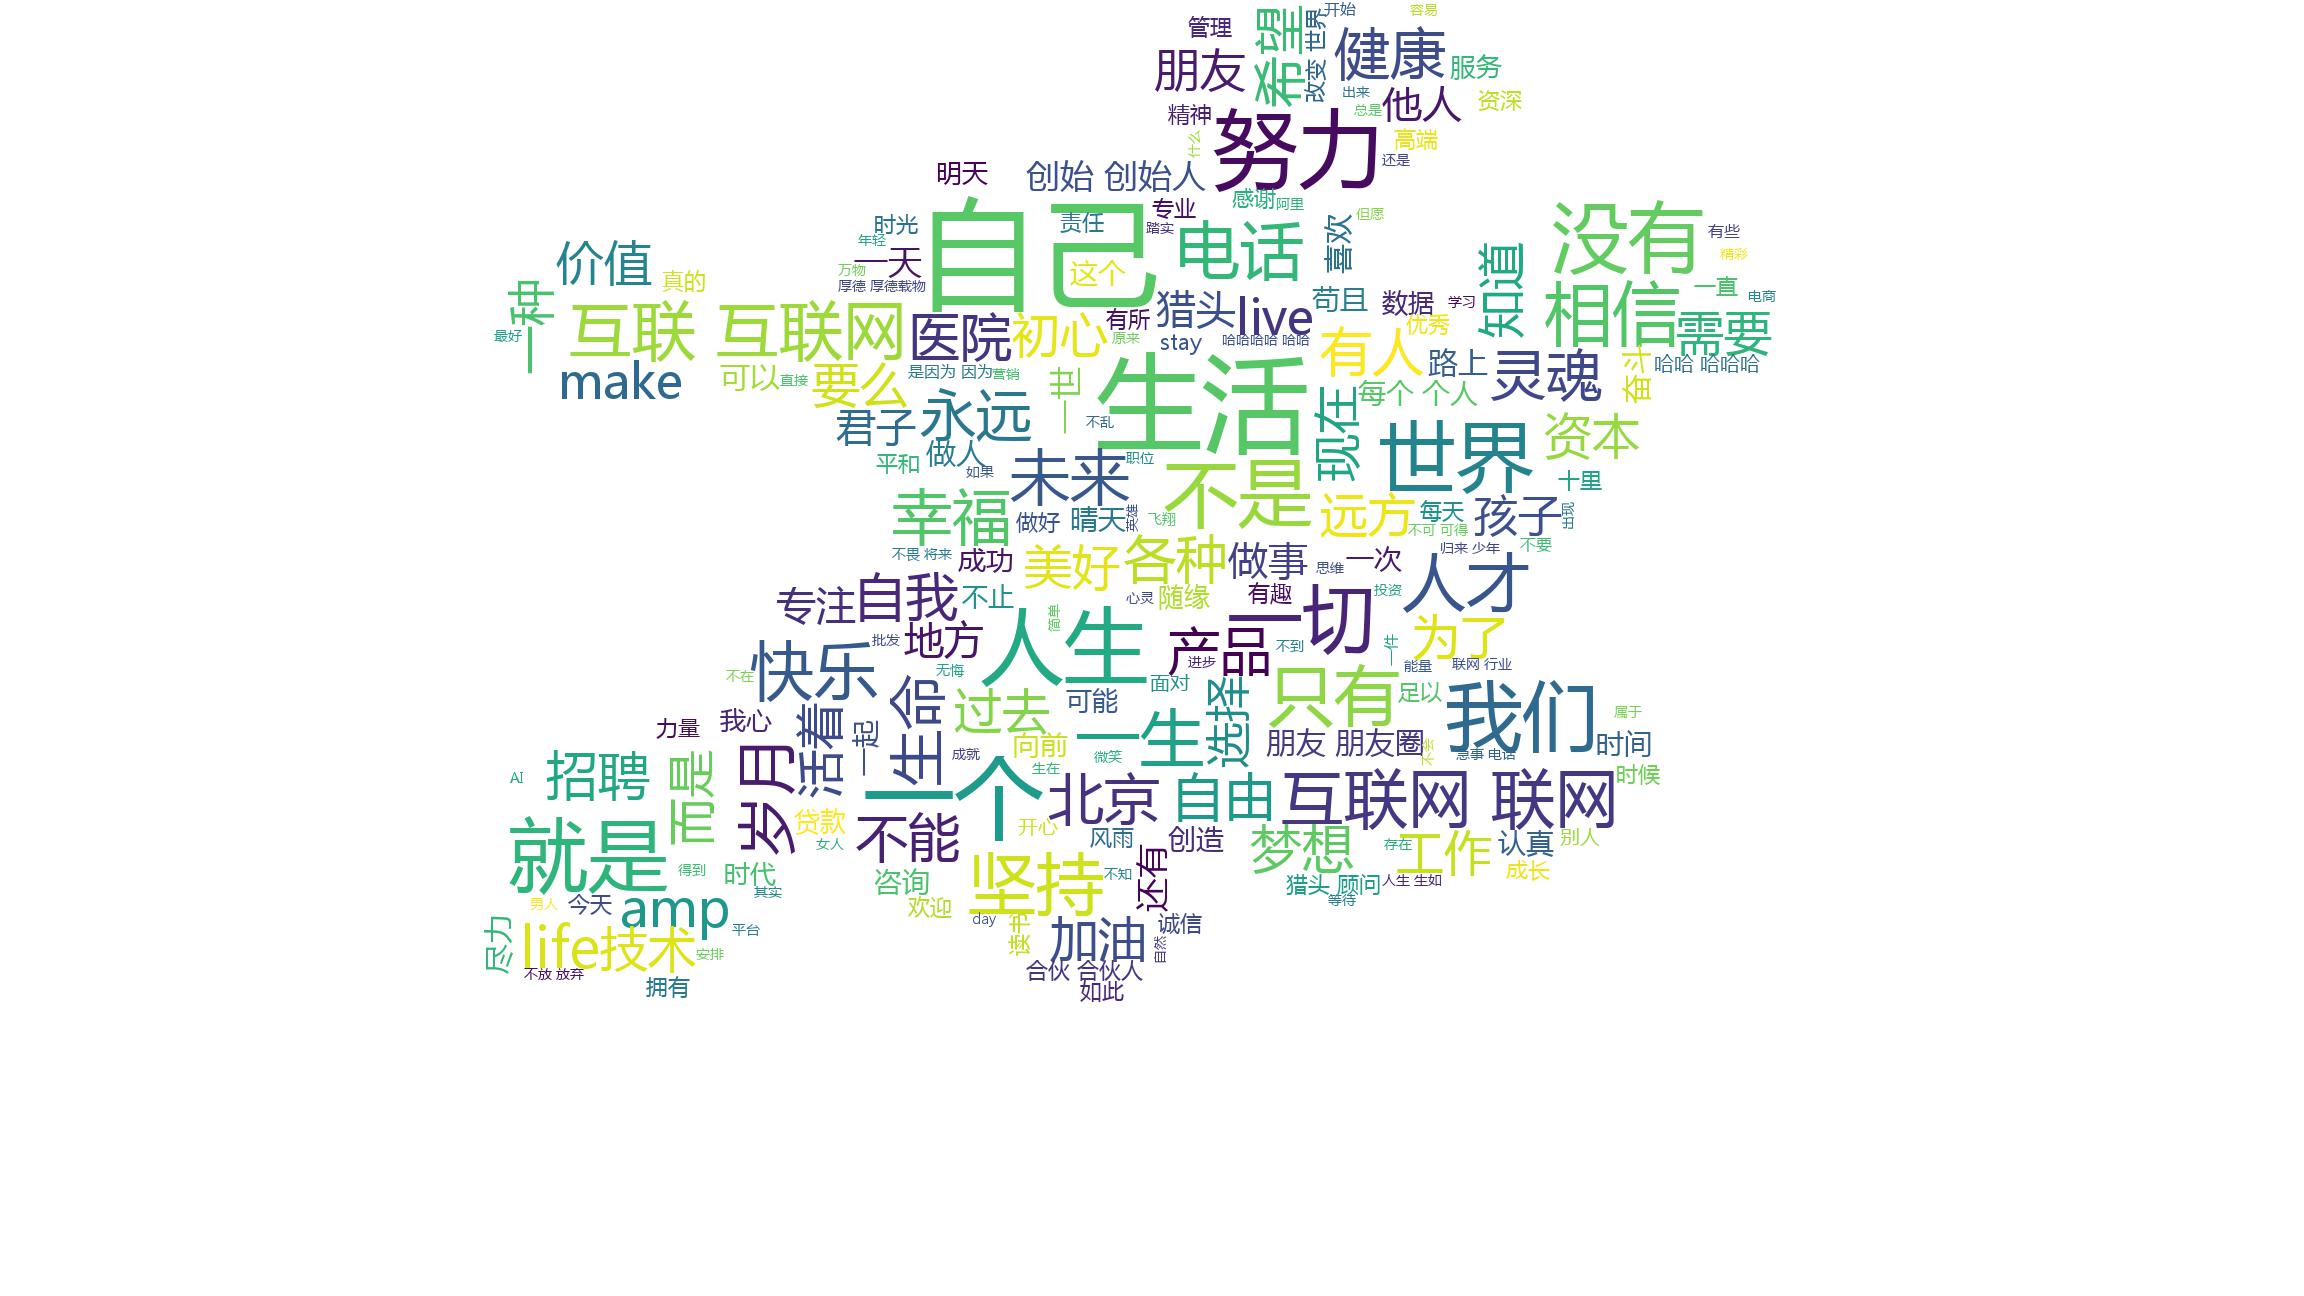 开始
容易
管理
希望
世界
健康
朋友
服务
改变
出来
他人
资深
总是
精神
努力
高端
什么
还是
明天
创始 创始人
感谢
阿里
自己
责任
专业
踏实
时光
年轻
电话
喜欢
但愿
没有
有些
价值
真的
一天
万物
厚德 厚德载物
这个
知道
精彩
一种
互联 互联网
医院
初心
有所
原来
猎头
live
苟且
数据
学习
优秀
相信
一直
电商
需要
最好
stay
哈哈哈哈 哈哈
有人
路上
灵魂
奋斗
哈哈 哈哈哈
make
可以
直接
要么
是因为 因为
营销
一世
生活
不乱
现在
每个 个人
君子
永远
资本
平和
做人
如果
未来
职位
不是
世界
十里
幸福
做好
晴天
英雄
飞翔
远方
每天
孩子
出现
不可 可得
不畏 将来
成功
美好
各种
做事
思维
一次
归来 少年
不要
专注
自我
不止
心灵
随缘
有趣
一切
投资
人才
简单
人生
批发
地方
产品
进步
不到
一件
为了
能量
联网 行业
不在
快乐
无悔
生命
过去
可能
面对
选择
只有
足以
我们
属于
力量
我心
岁月
活着
一起
成就
向前
一生
微笑
朋友 朋友圈
不会
急事 电话
时间
AI
招聘
而是
一个
生在
北京
自由
互联网 联网
时候
就是
贷款
女人
不能
开心
风雨
创造
梦想
存在
工作
认真
别人
成长
得到
时代
其实
咨询
坚持
不知
还有
猎头 顾问
人生 生如
等待
男人
今天
amp
平台
欢迎
day
读书
加油
诚信
自然
尽力
life
技术
安排
不放 放弃
拥有
合伙 合伙人
如此